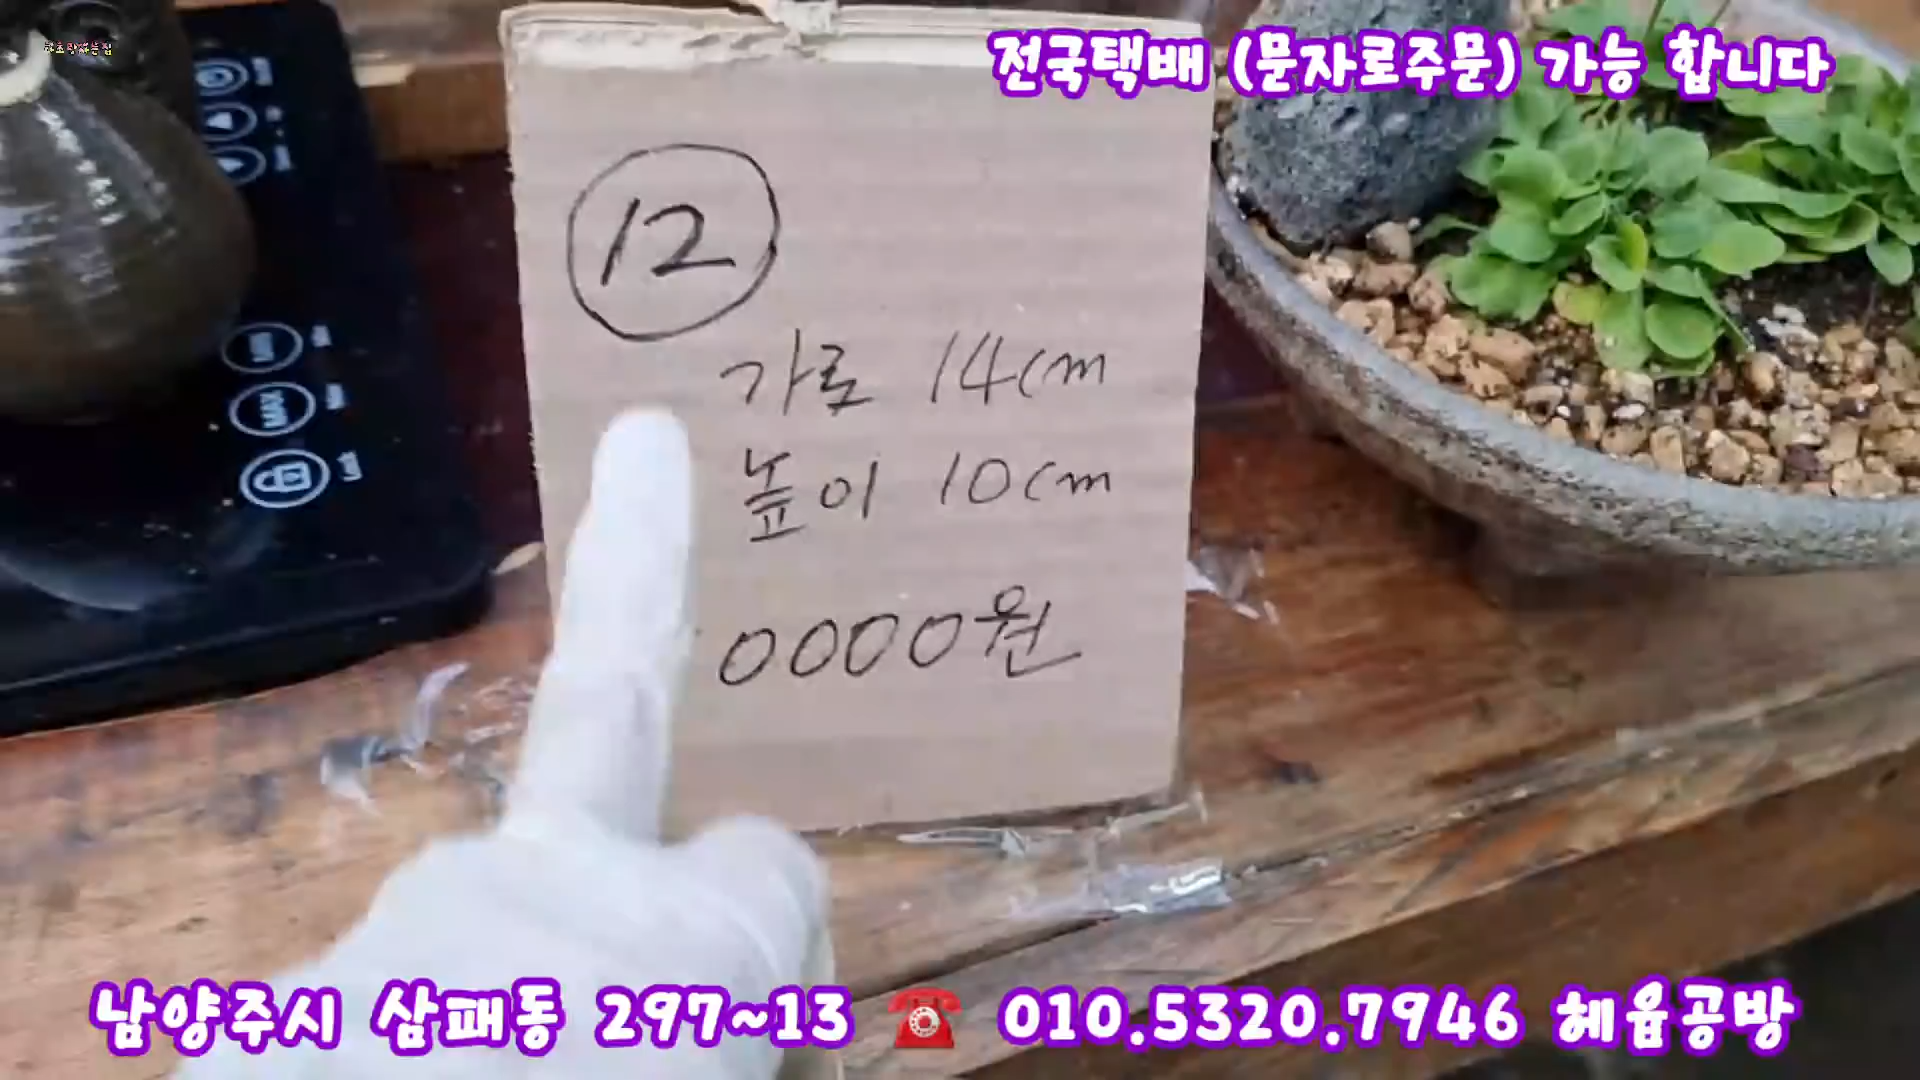 전국택배 (문자로주문) 가능 합니다
12
가로 14cm
높이 10cm
0000원
남양주시 삼패동 297~13 ☎ 010.5320.7946 혜윰공방